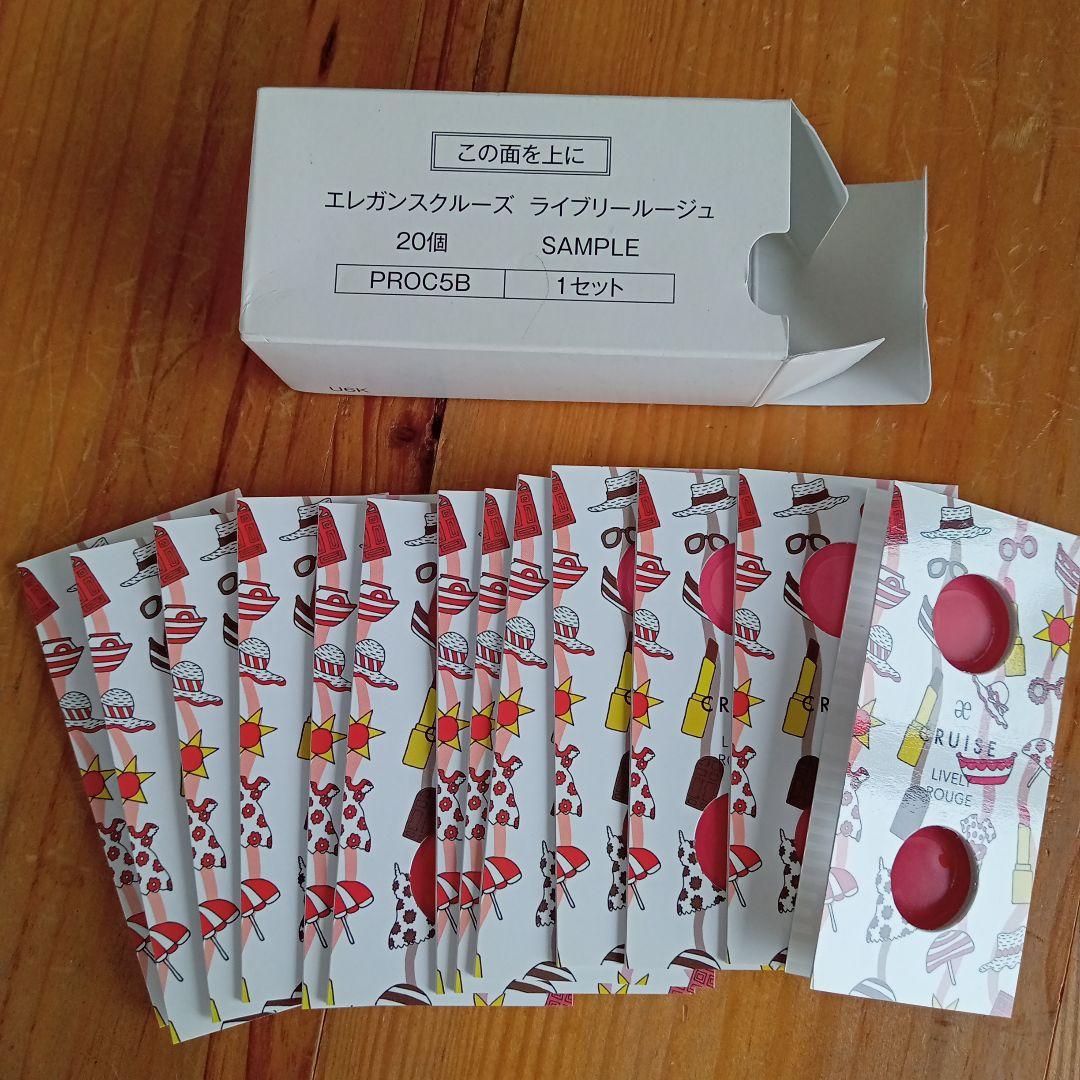 この面を上に
エレガンスクルーズ ライブリールージュ
20個 SAMPLE
PROC5B 1セット
U6K
æ
CRUISE
LIVELY
ROUGE